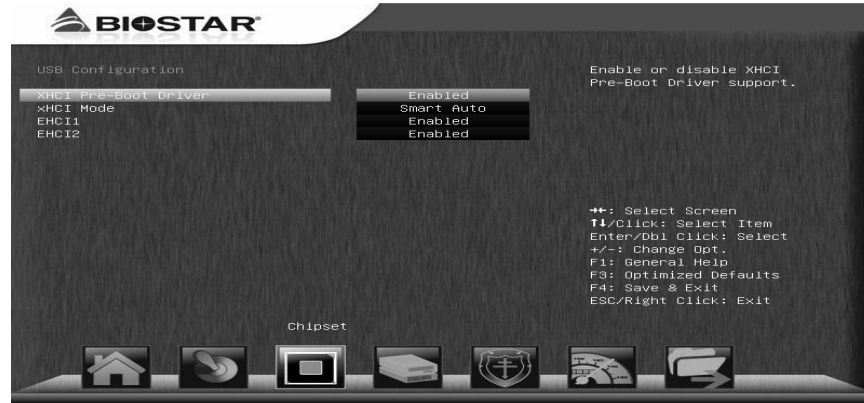 BIOSTAR®
USB Configuration
XHCI Pre-Boot Driver Enabled
xHCI Mode Smart Auto
EHCI1 Enabled
EHCI2 Enabled
Enable or disable XHCI
Pre-Boot Driver support.
→←: Select Screen
↑↓/Click: Select Item
Enter/Dbl Click: Select
+/-: Change Opt.
F1: General Help
F3: Optimized Defaults
F4: Save & Exit
ESC/Right Click: Exit
Chipset